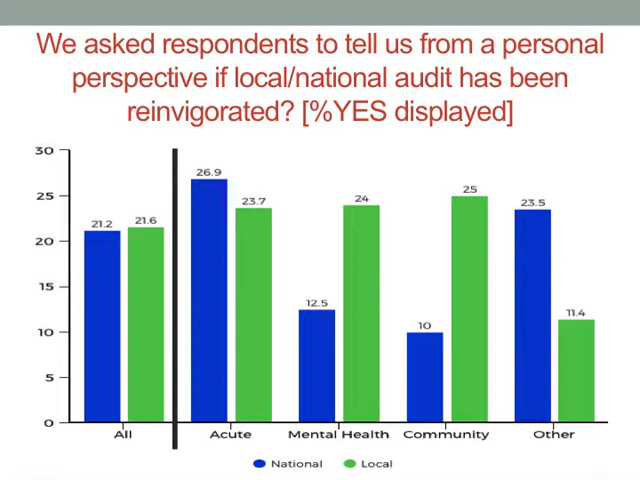 We asked respondents to tell us from a personal
perspective if local/national audit has been
reinvigorated? [%YES displayed]
30
25
20
15
10
5
0
21.2
21.6
26.9
23.7
12.5
24
10
25
23.5
11.4
All
Acute
Mental Health
Community
Other
National
Local